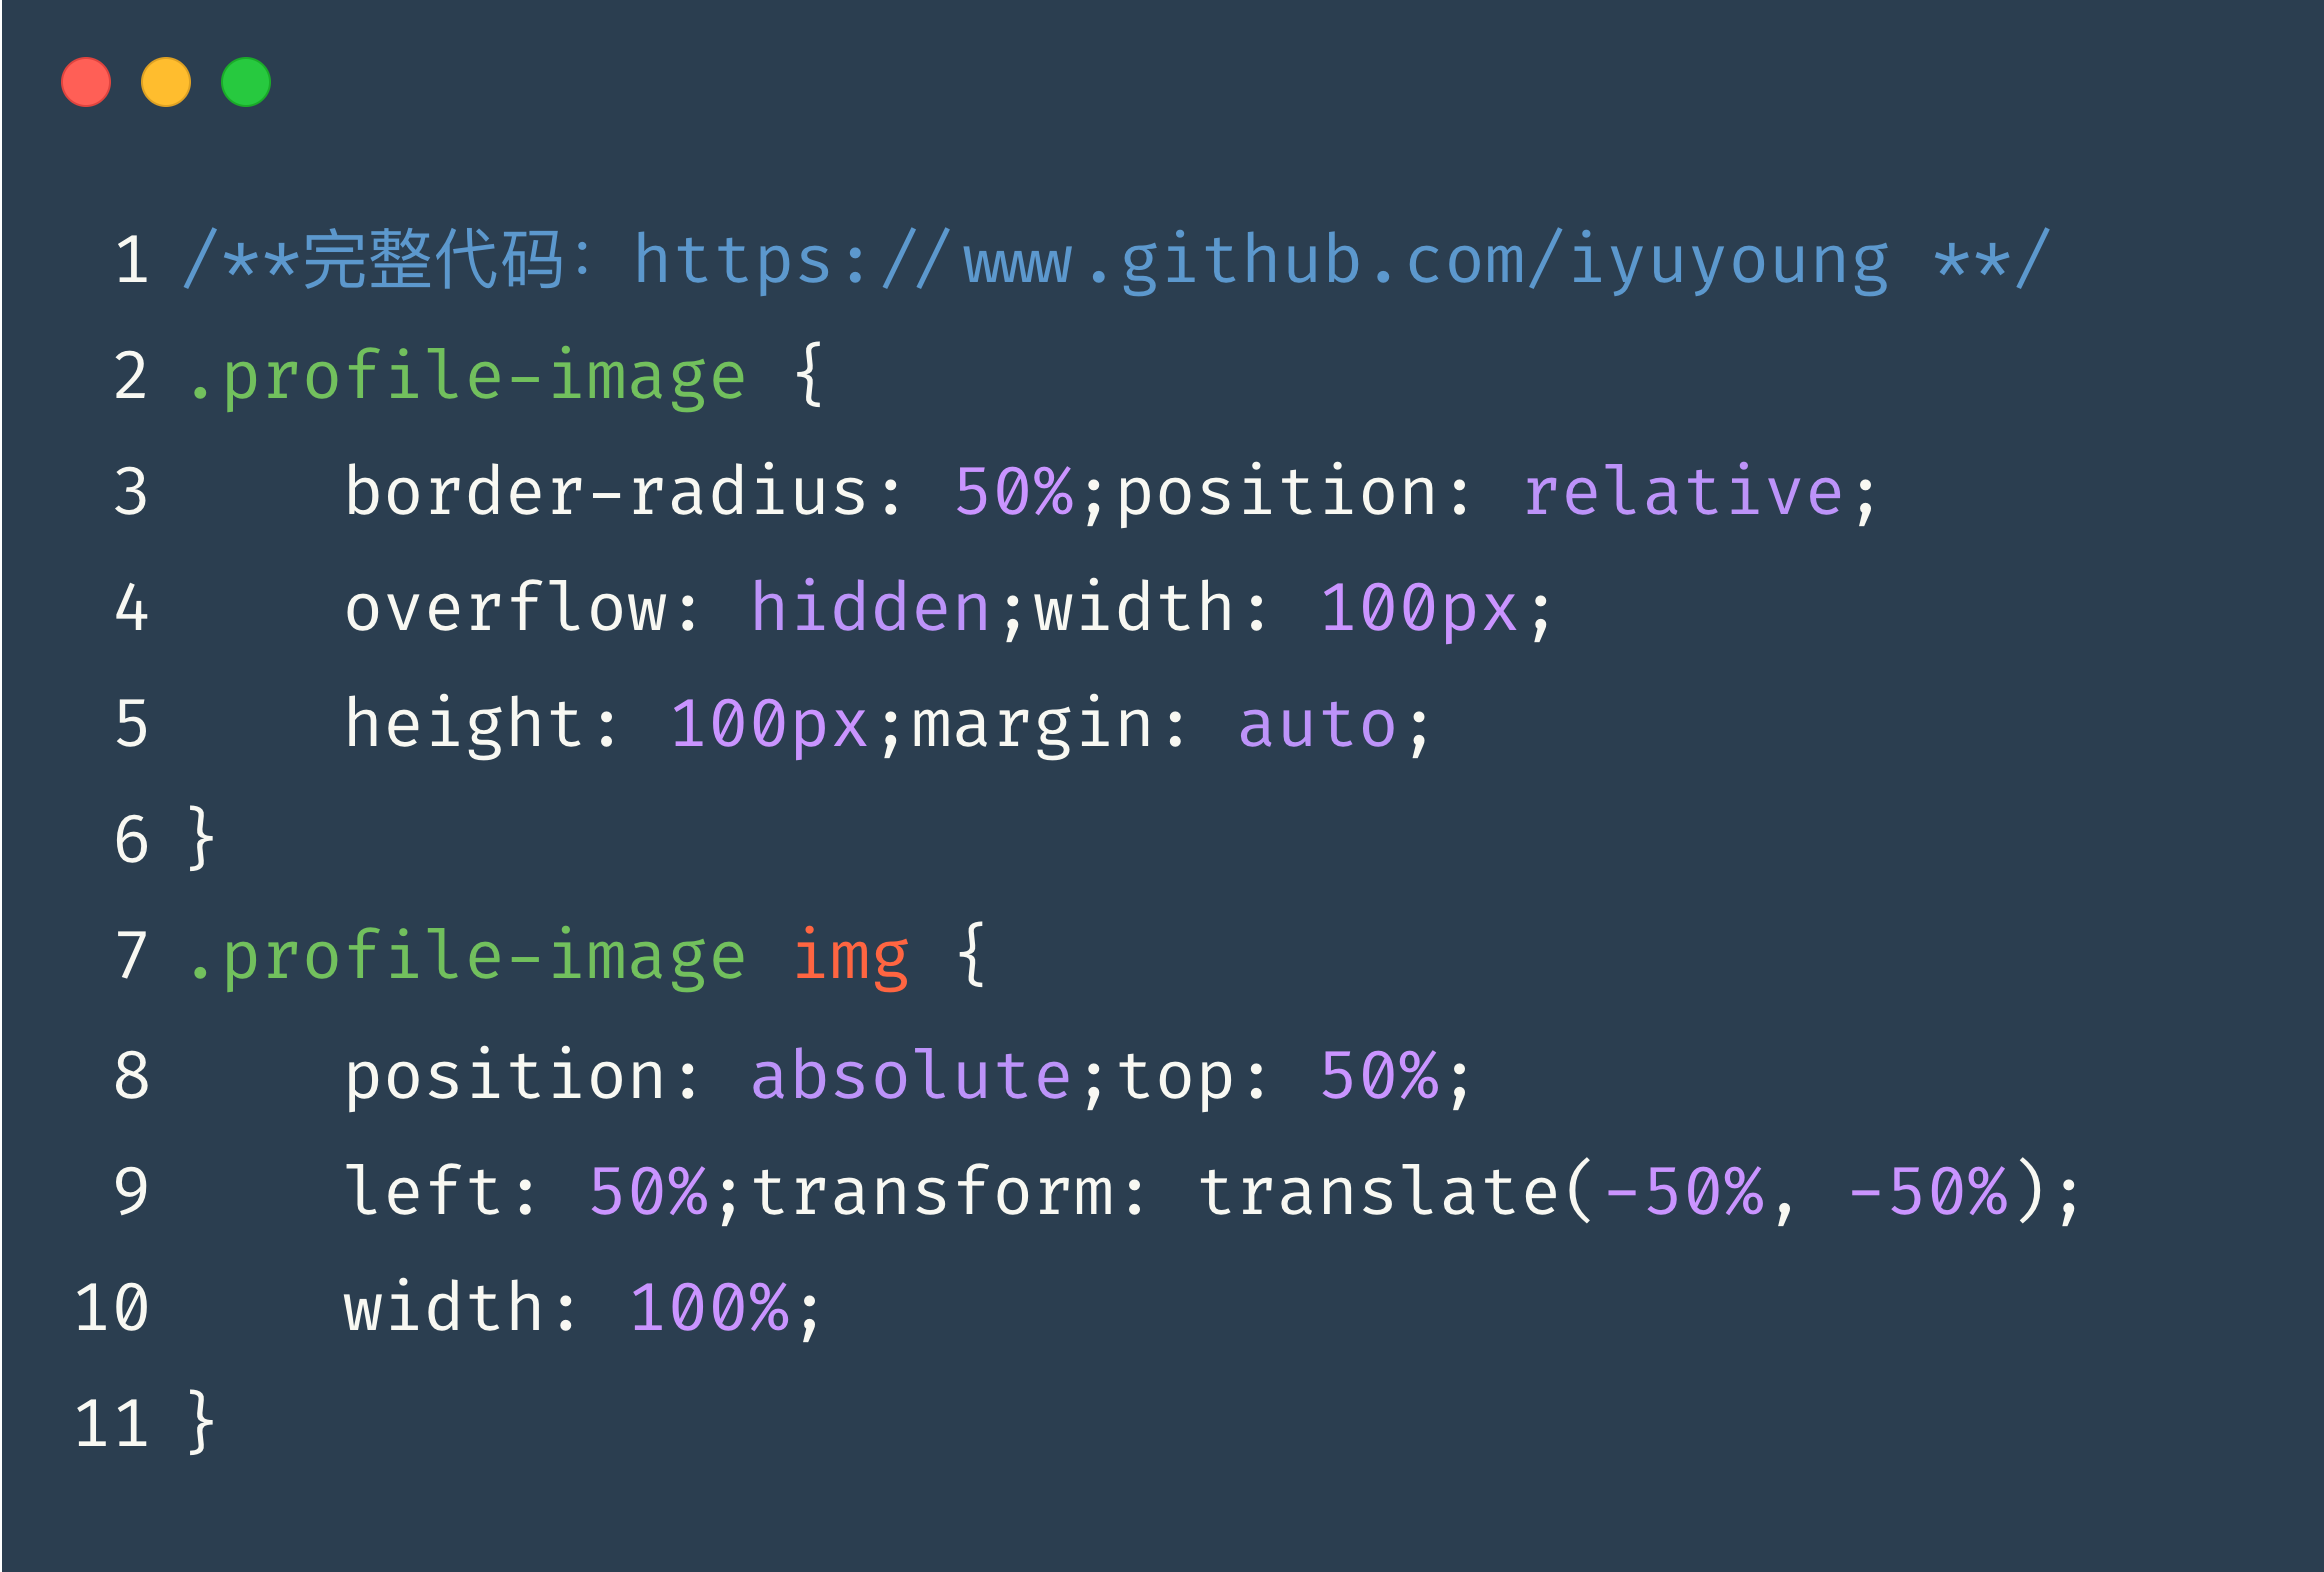 1 /**完整代码：https://www.github.com/iyuyoung **/
2 .profile-image {
3     border-radius: 50%;position: relative;
4     overflow: hidden;width: 100px;
5     height: 100px;margin: auto;
6 }
7 .profile-image img {
8     position: absolute;top: 50%;
9     left: 50%;transform: translate(-50%, -50%);
10     width: 100%;
11 }